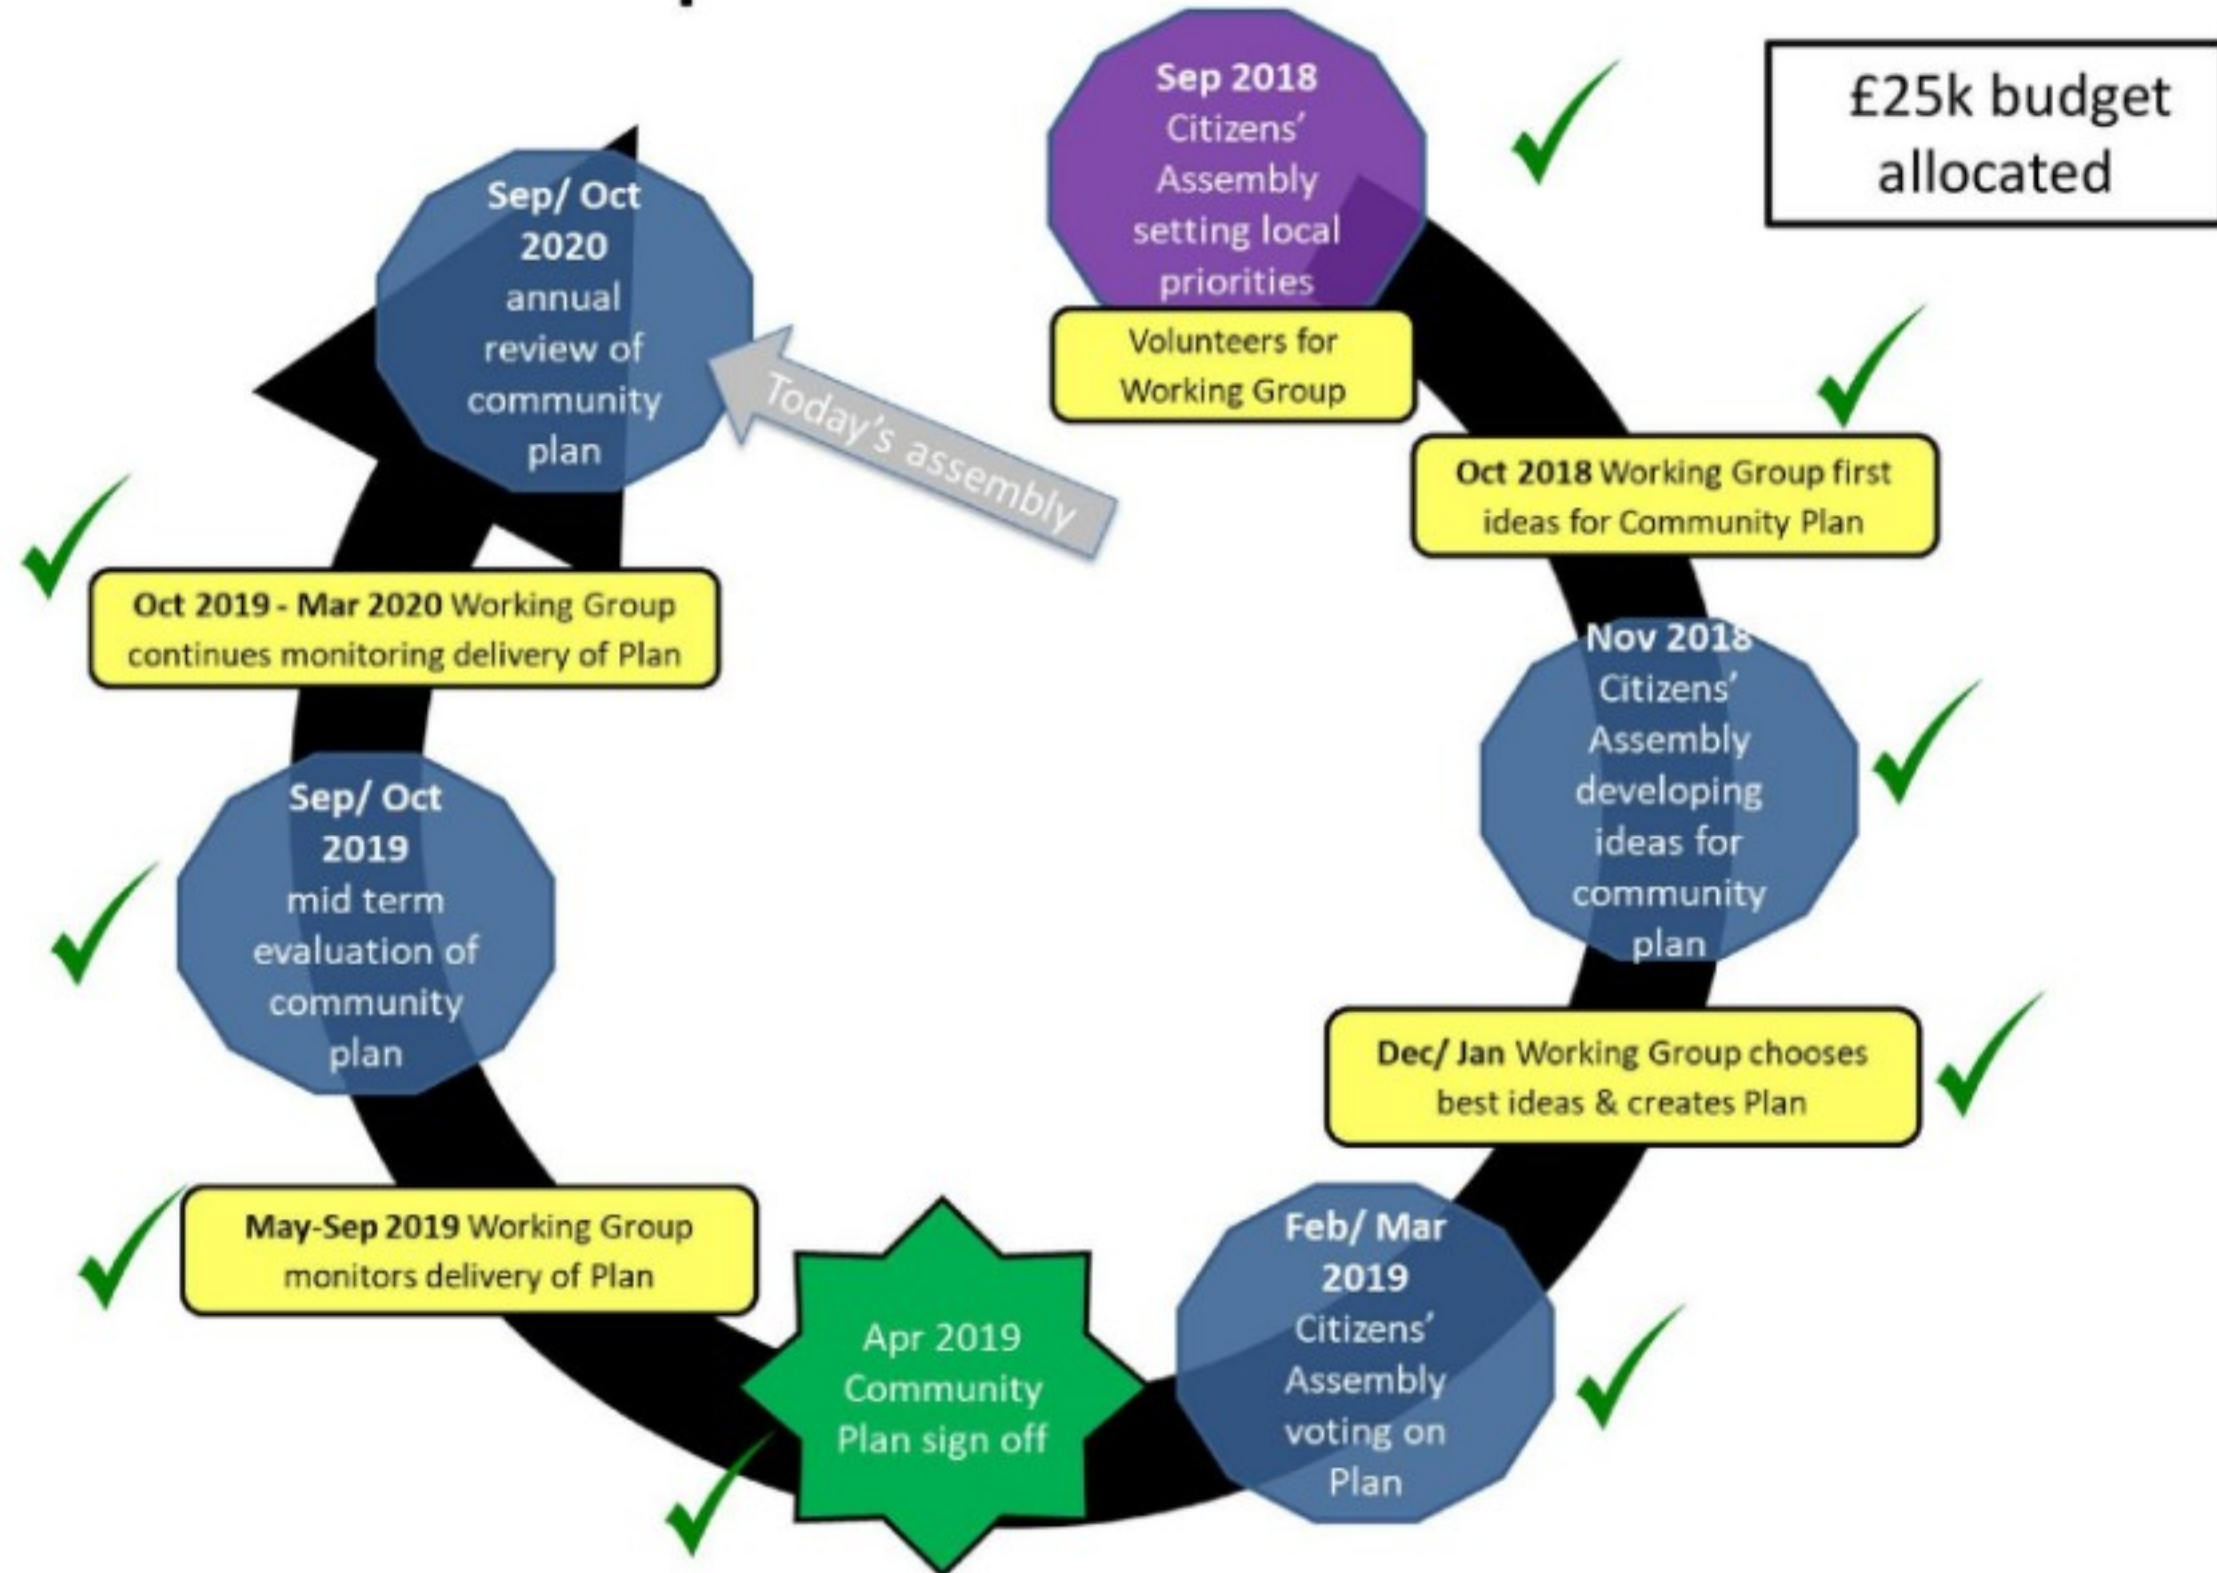 Sep 2018
Citizens'
Assembly
setting local
priorities
Volunteers for
Working Group
£25k budget
allocated
Oct 2018 Working Group first
ideas for Community Plan
Nov 2018
Citizens'
Assembly
developing
ideas for
community
plan
Dec/ Jan Working Group chooses
best ideas & creates Plan
Feb/ Mar
2019
Citizens'
Assembly
voting on
Plan
Apr 2019
Community
Plan sign off
May-Sep 2019 Working Group
monitors delivery of Plan
Sep/ Oct
2019
mid term
evaluation of
community
plan
Oct 2019 - Mar 2020 Working Group
continues monitoring delivery of Plan
Sep/ Oct
2020
annual
review of
community
plan
Today's assembly